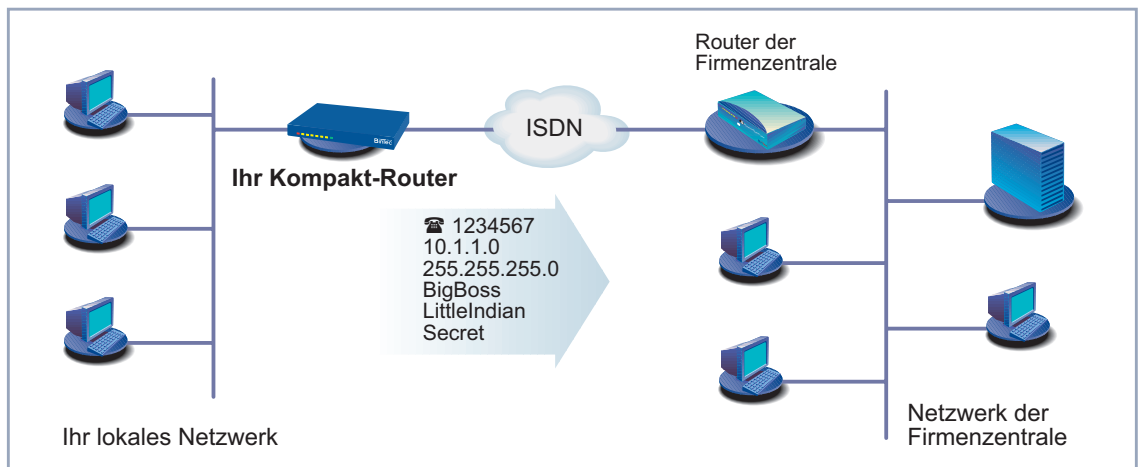 Router der
Firmenzentrale
ISDN
BinTec
Ihr Kompakt-Router
☎ 1234567
10.1.1.0
255.255.255.0
BigBoss
LittleIndian
Secret
Ihr lokales Netzwerk
Netzwerk der
Firmenzentrale